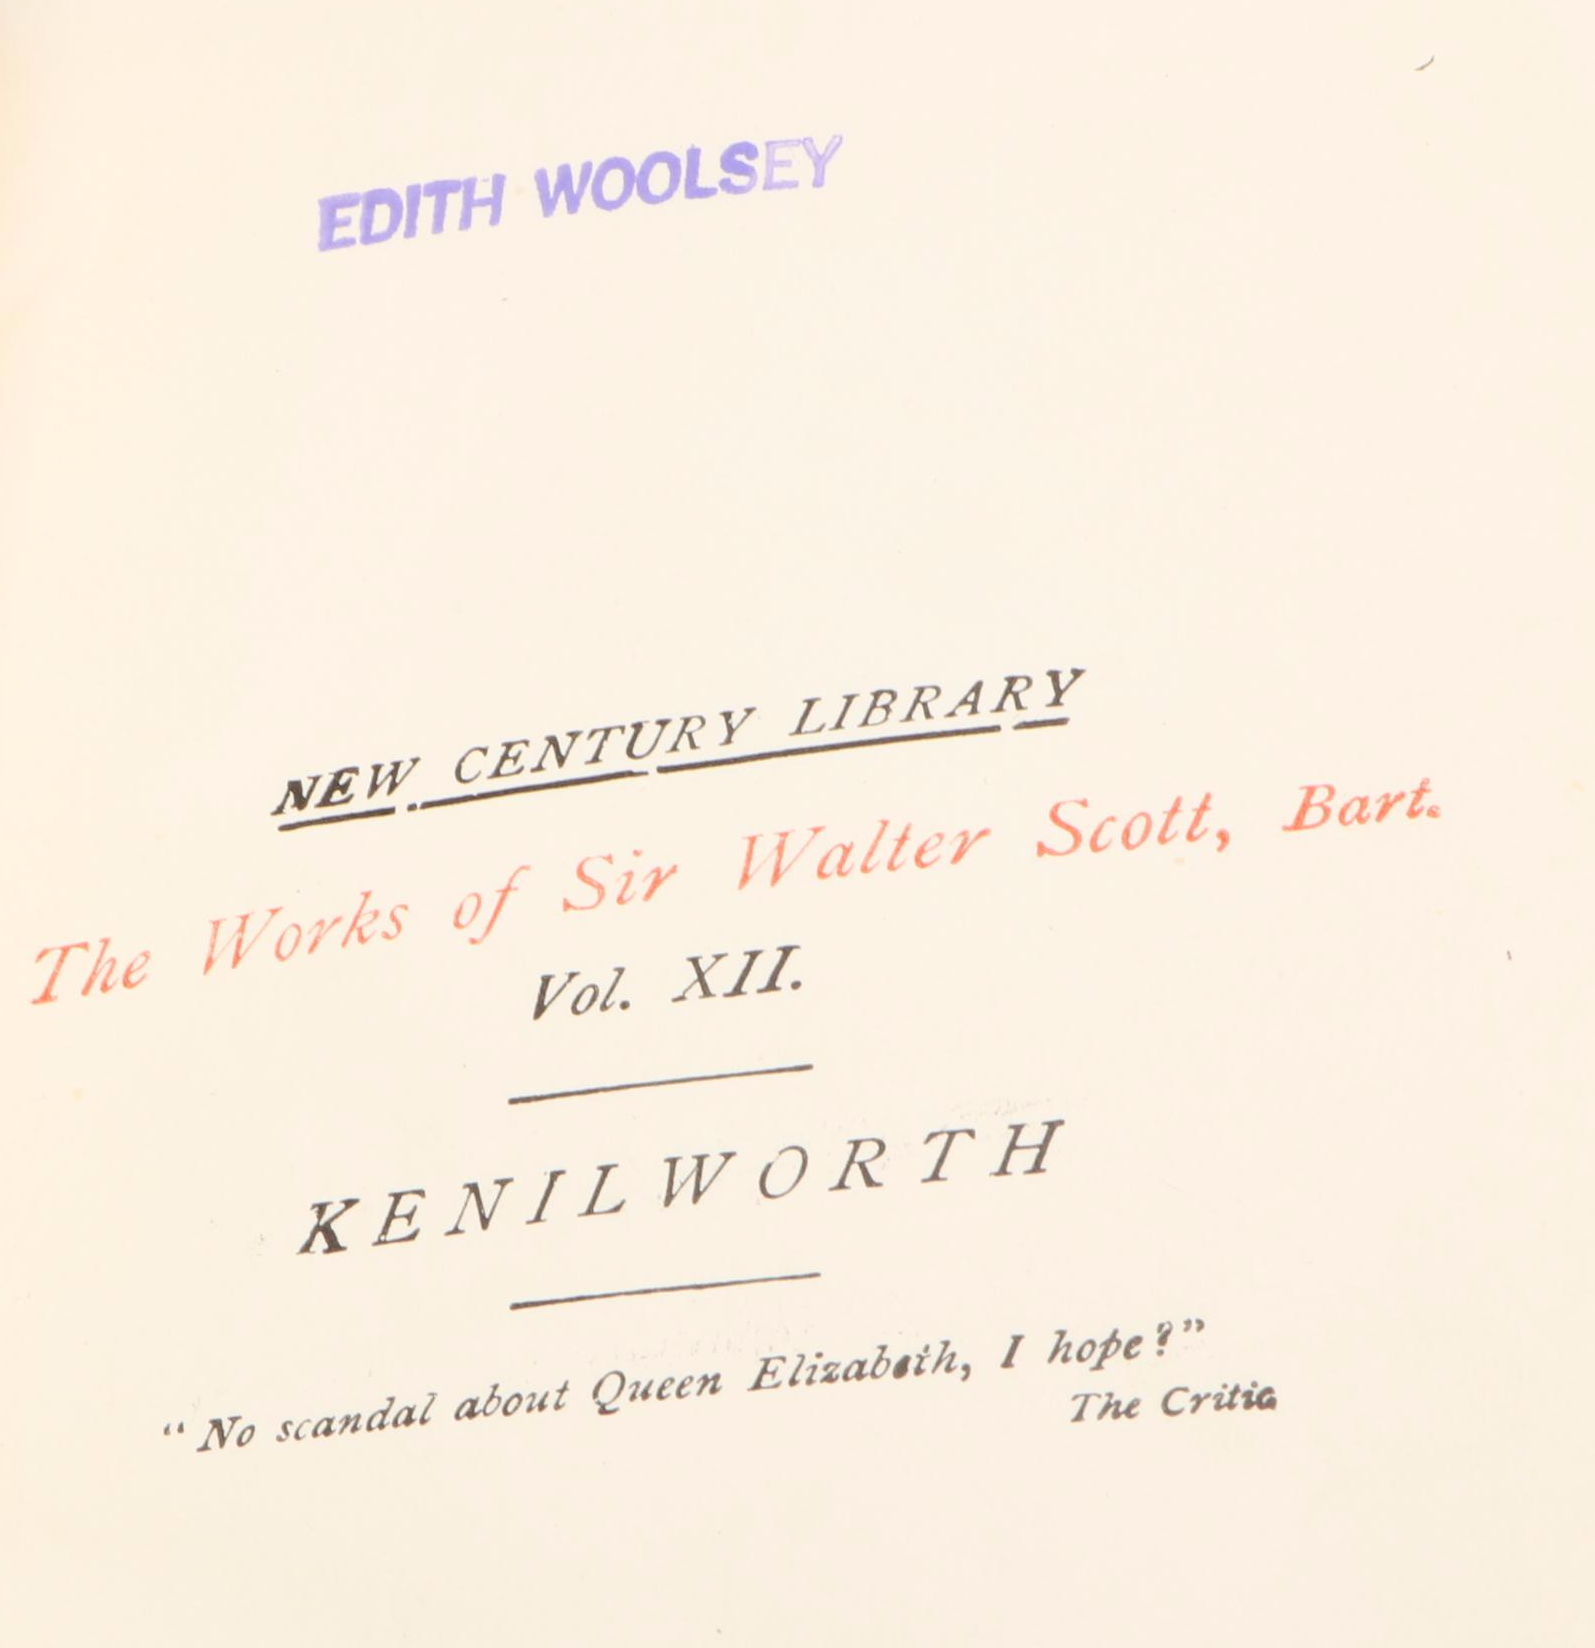 EDITH WOOLSEY
NEW CENTURY LIBRARY
The Works of Sir Walter Scott, Bart.
Vol. XII.
KENILWORTH
“No scandal about Queen Elizabeth, I hope?”
The Critic